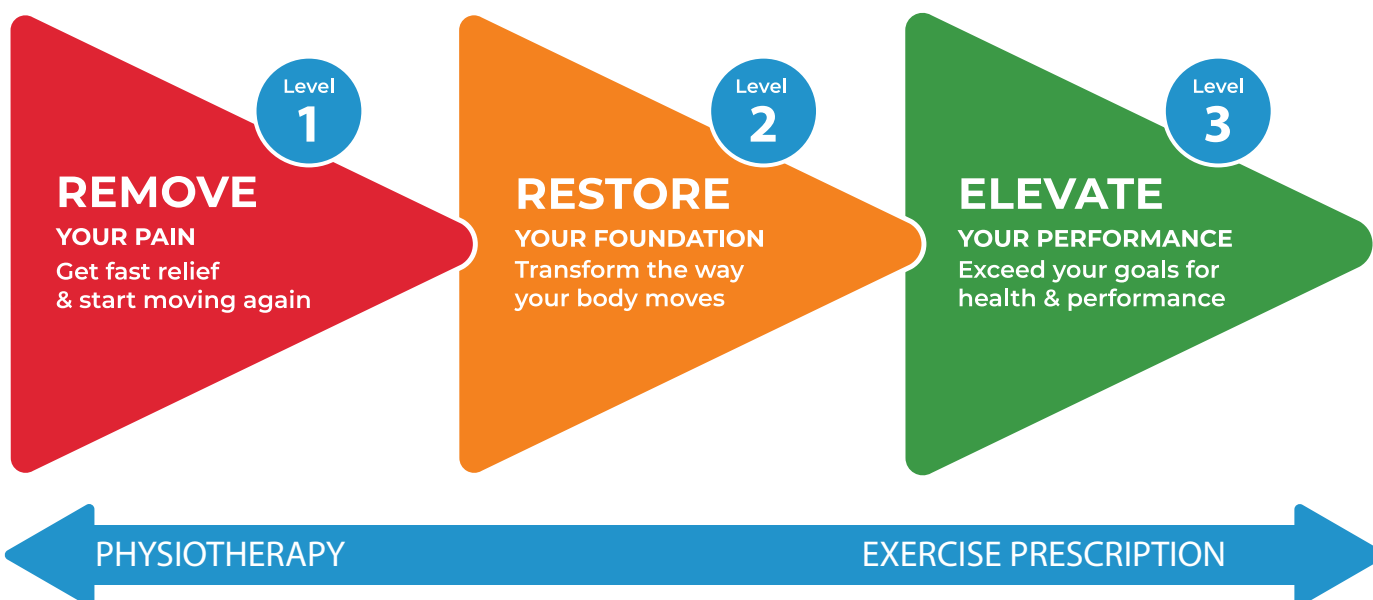 Level
1
REMOVE
YOUR PAIN
Get fast relief
& start moving again
Level
2
RESTORE
YOUR FOUNDATION
Transform the way
your body moves
Level
3
ELEVATE
YOUR PERFORMANCE
Exceed your goals for
health & performance
PHYSIOTHERAPY
EXERCISE PRESCRIPTION